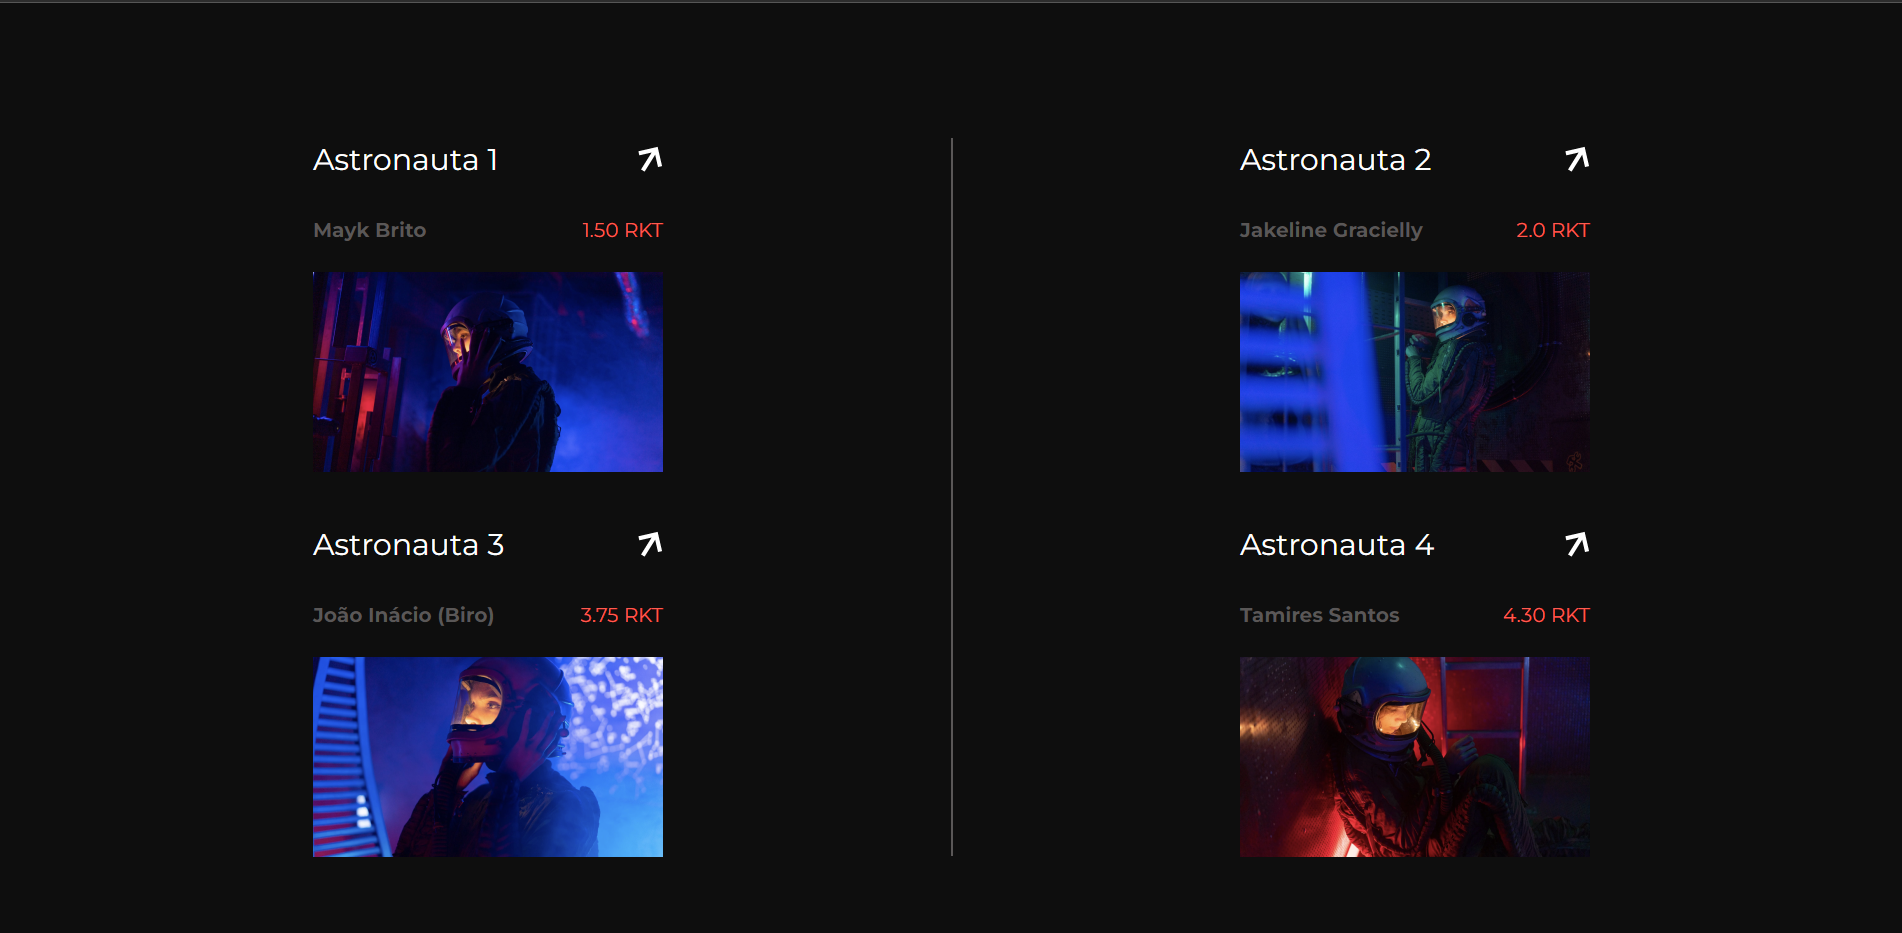 Astronauta 1
Mayk Brito 1.50 RKT
Astronauta 2
Jakeline Gracielly 2.0 RKT
Astronauta 3
João Inácio (Biro) 3.75 RKT
Astronauta 4
Tamires Santos 4.30 RKT